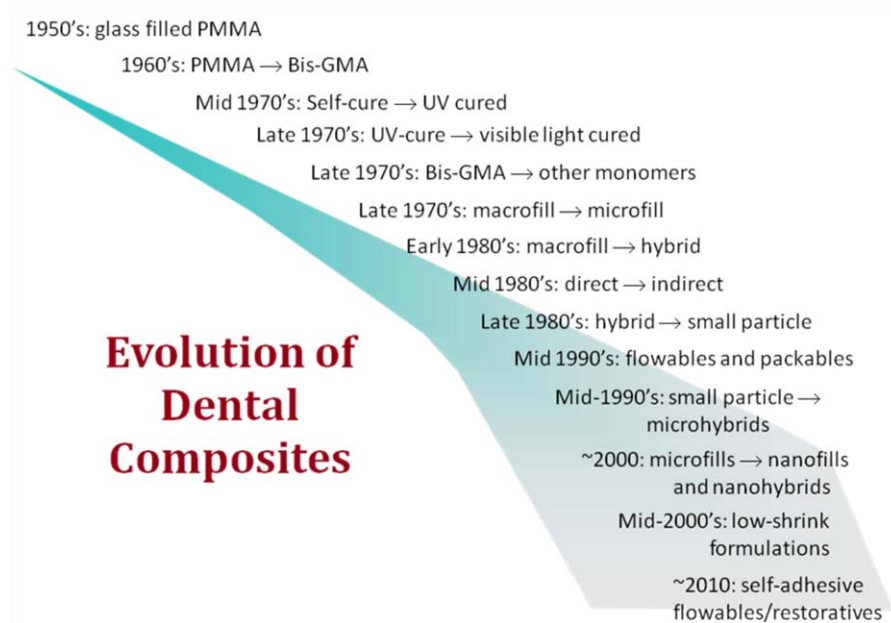 1950's: glass filled PMMA
1960's: PMMA → Bis-GMA
Mid 1970's: Self-cure → UV cured
Late 1970's: UV-cure → visible light cured
Late 1970's: Bis-GMA → other monomers
Late 1970's: macrofill → microfill
Early 1980's: macrofill → hybrid
Mid 1980's: direct → indirect
Late 1980's: hybrid → small particle
Mid 1990's: flowables and packables
Mid-1990's: small particle →
microhybrids
~2000: microfills → nanofills
and nanohybrids
Mid-2000's: low-shrink
formulations
~2010: self-adhesive
flowables/restoratives
Evolution of
Dental
Composites